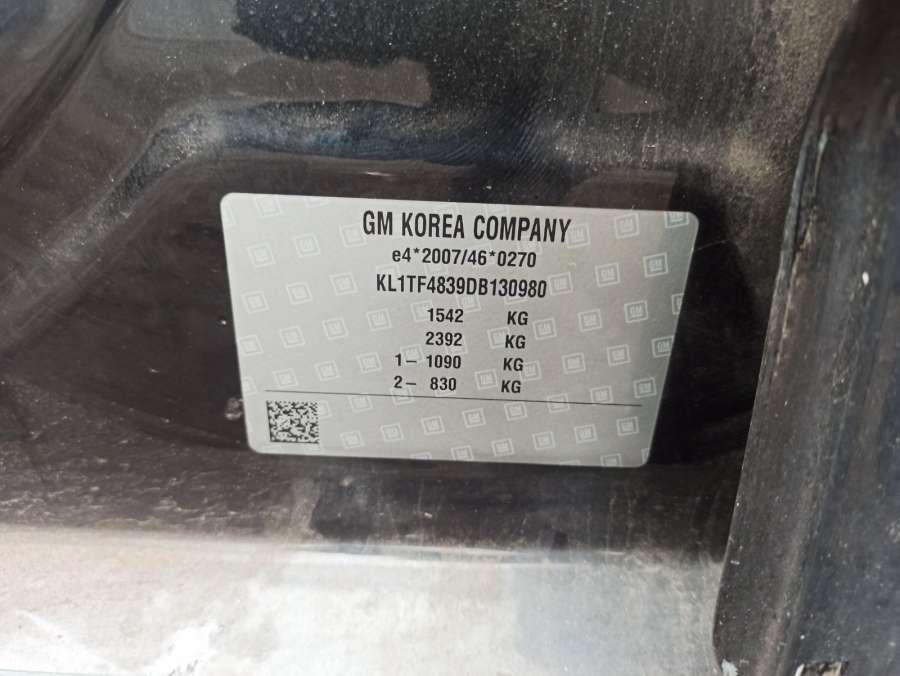 GM KOREA COMPANY
e4*2007/46*0270
KL1TF4839DB130980
1542 KG
2392 KG
1– 1090 KG
2– 830 KG